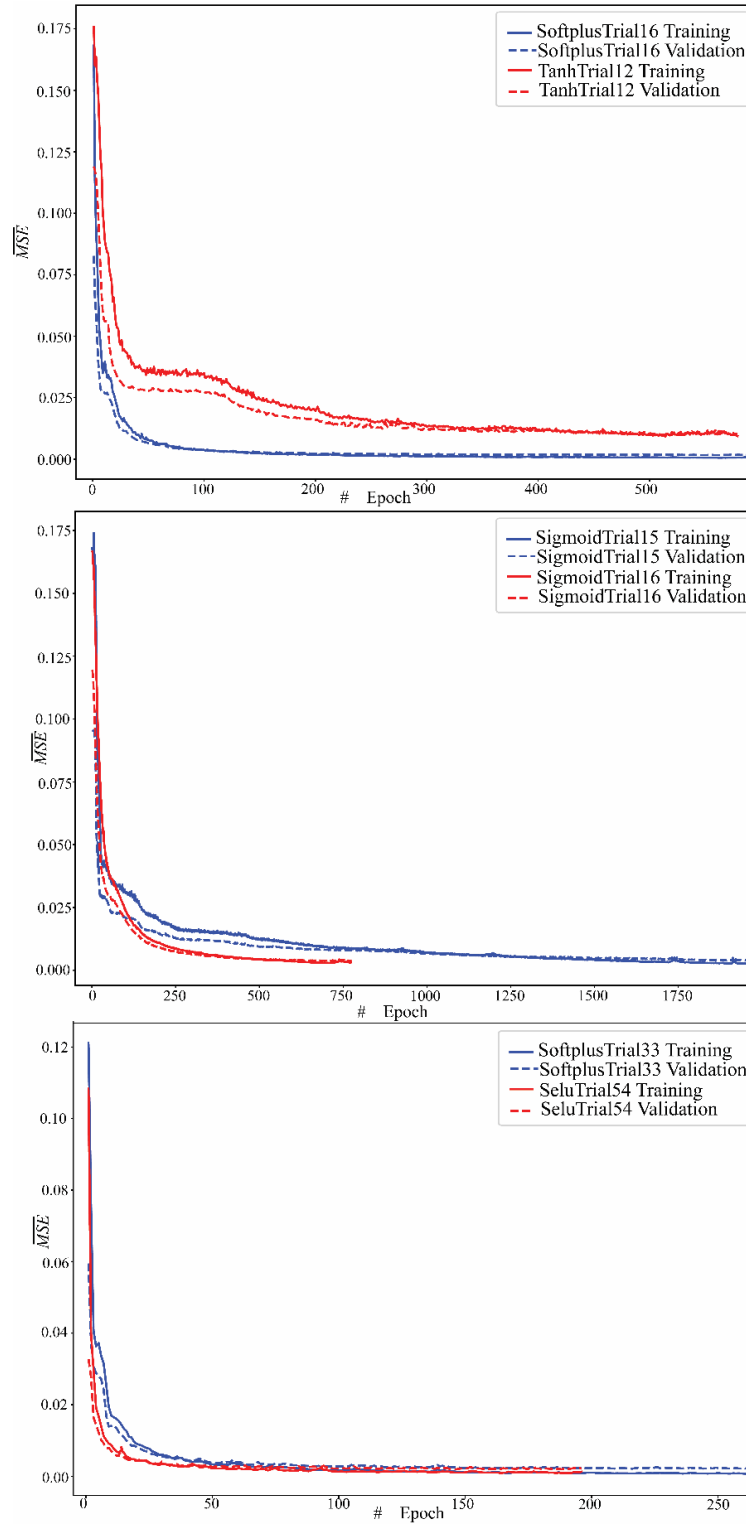 0.175
0.150
0.125
0.100
0.075
0.050
0.025
0.000
MSE
SoftplusTrial16 Training
SoftplusTrial16 Validation
TanhTrial12 Training
TanhTrial12 Validation
0 100 200 300 400 500
# Epoch
0.175
0.150
0.125
0.100
0.075
0.050
0.025
0.000
MSE
SigmoidTrial15 Training
SigmoidTrial15 Validation
SigmoidTrial16 Training
SigmoidTrial16 Validation
0 250 500 750 1000 1250 1500 1750
# Epoch
0.12
0.10
0.08
0.06
0.04
0.02
0.00
MSE
SoftplusTrial33 Training
SoftplusTrial33 Validation
SeluTrial54 Training
SeluTrial54 Validation
0 50 100 150 200 250
# Epoch